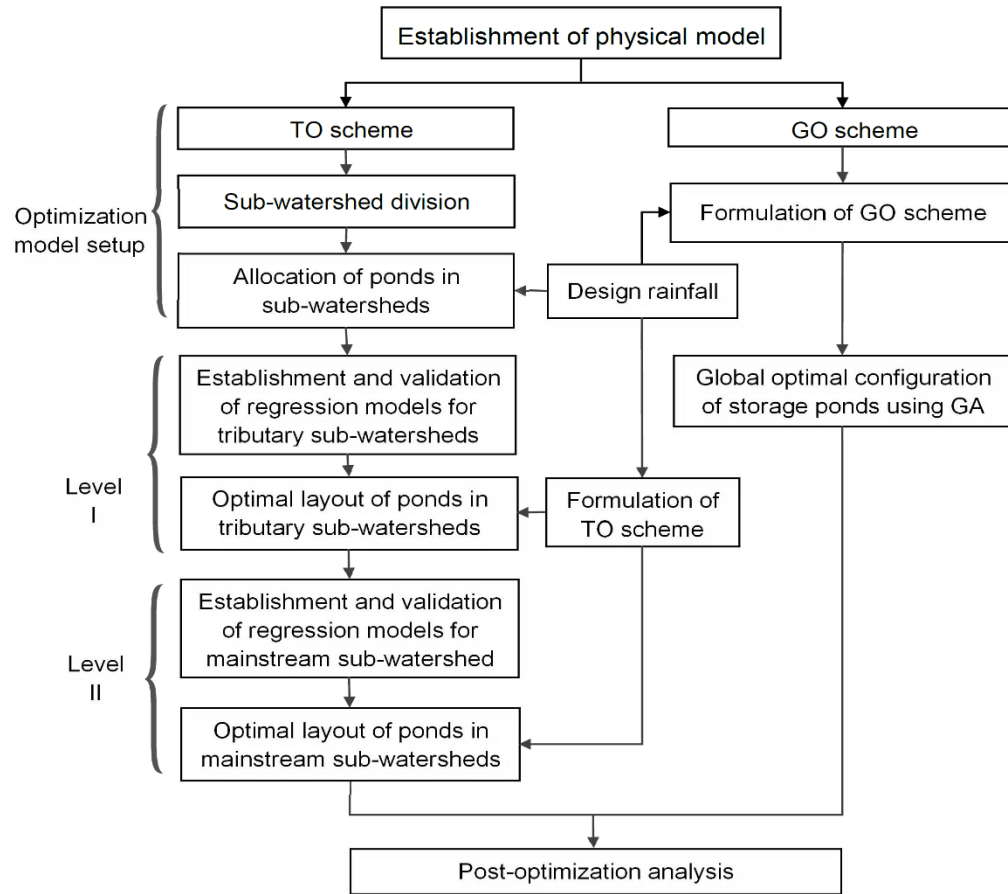 Establishment of physical model
TO scheme
GO scheme
Sub-watershed division
Formulation of GO scheme
Optimization
model setup
Allocation of ponds in
sub-watersheds
Design rainfall
Establishment and validation
of regression models for
tributary sub-watersheds
Global optimal configuration
of storage ponds using GA
Level
I
Optimal layout of ponds in
tributary sub-watersheds
Formulation of
TO scheme
Establishment and validation
of regression models for
mainstream sub-watershed
Level
II
Optimal layout of ponds in
mainstream sub-watersheds
Post-optimization analysis